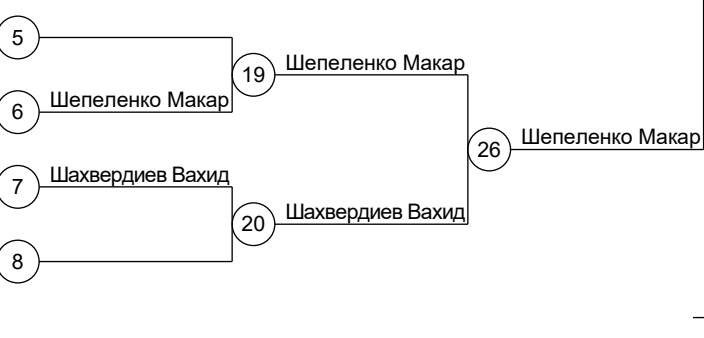 5
19 Шепеленко Макар
6 Шепеленко Макар
26 Шепеленко Макар
7 Шахвердиев Вахид
20 Шахвердиев Вахид
8